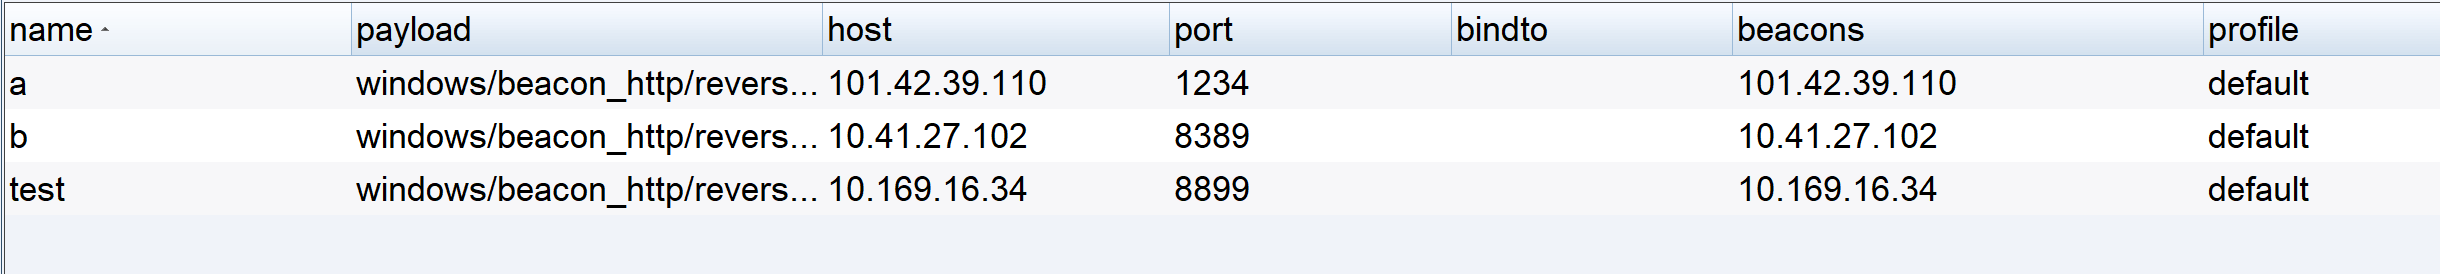 name payload host port bindto beacons profile
a windows/beacon_http/revers... 101.42.39.110 1234 101.42.39.110 default
b windows/beacon_http/revers... 10.41.27.102 8389 10.41.27.102 default
test windows/beacon_http/revers... 10.169.16.34 8899 10.169.16.34 default